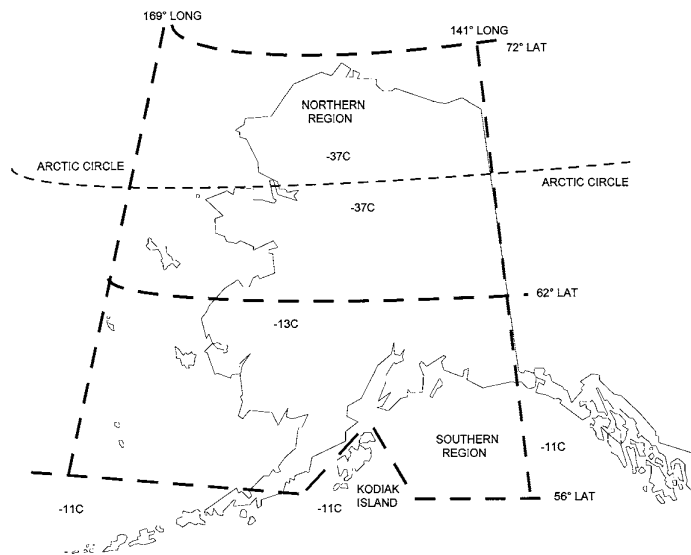 169° LONG
141° LONG
72° LAT
NORTHERN
REGION
-37C
ARCTIC CIRCLE
ARCTIC CIRCLE
-37C
62° LAT
-13C
SOUTHERN
REGION
-11C
KODIAK
ISLAND
56° LAT
-11C
-11C